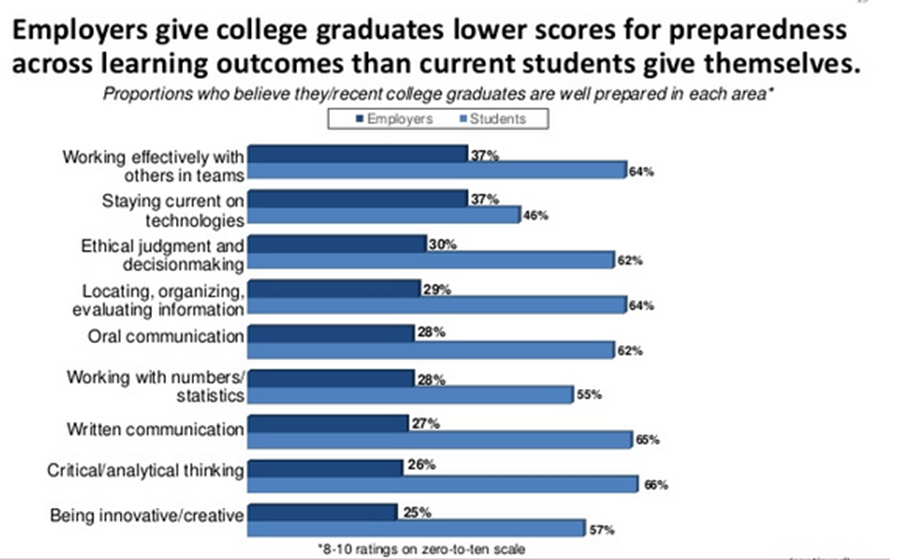 Employers give college graduates lower scores for preparedness
across learning outcomes than current students give themselves.
Proportions who believe they/recent college graduates are well prepared in each area*
Employers Students
Working effectively with
others in teams
37%
64%
Staying current on
technologies
37%
46%
Ethical judgment and
decisionmaking
30%
62%
Locating, organizing,
evaluating information
29%
64%
Oral communication
28%
62%
Working with numbers/
statistics
28%
55%
Written communication
27%
65%
Critical/analytical thinking
26%
66%
Being innovative/creative
25%
57%
*8-10 ratings on zero-to-ten scale